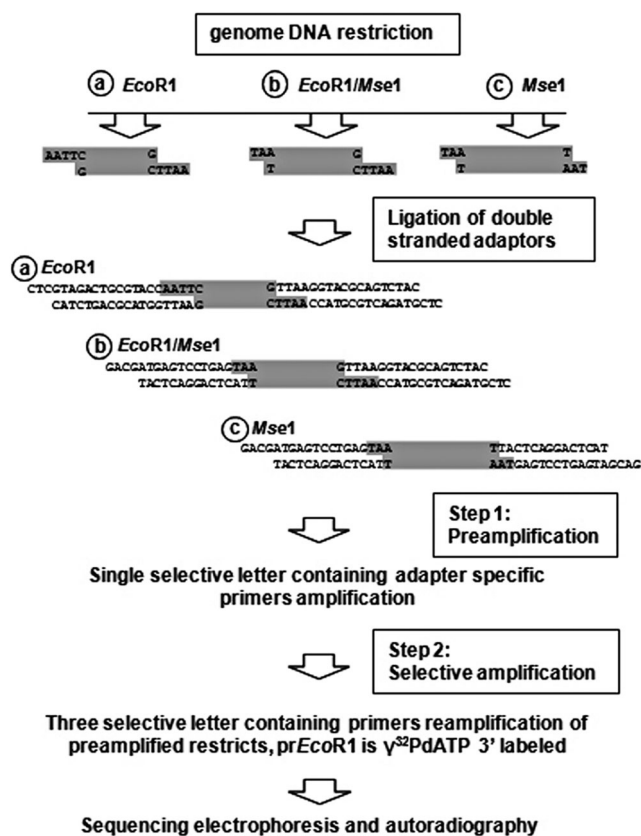 genome DNA restriction
ⓐ EcoR1
ⓑ EcoR1/Mse1
ⓒ Mse1
AATTC G
G CTTAA
TAA G
T CTTAA
TAA T
T AAT
Ligation of double
stranded adaptors
ⓐ EcoR1
CTCGTAGACTGCGTACCAATTC GTTAAGGTACGCAGTCTAC
CATCTGACGCATGGTTAAG CTTAACCATGCGTCAGATGCTC
ⓑ EcoR1/Mse1
GACGATGAGTCCTGAGTAA GTTAAGGTACGCAGTCTAC
TACTCAGGACTCATT CTTAACCATGCGTCAGATGCTC
ⓒ Mse1
GACGATGAGTCCTGAGTAA TTACTCAGGACTCAT
TACTCAGGACTCATT AATGAGTCCTGAGTAGCAG
Step 1:
Preamplification
Single selective letter containing adapter specific
primers amplification
Step 2:
Selective amplification
Three selective letter containing primers reamplification of
preamplified restricts, prEcoR1 is γ³²PdATP 3’ labeled
Sequencing electrophoresis and autoradiography